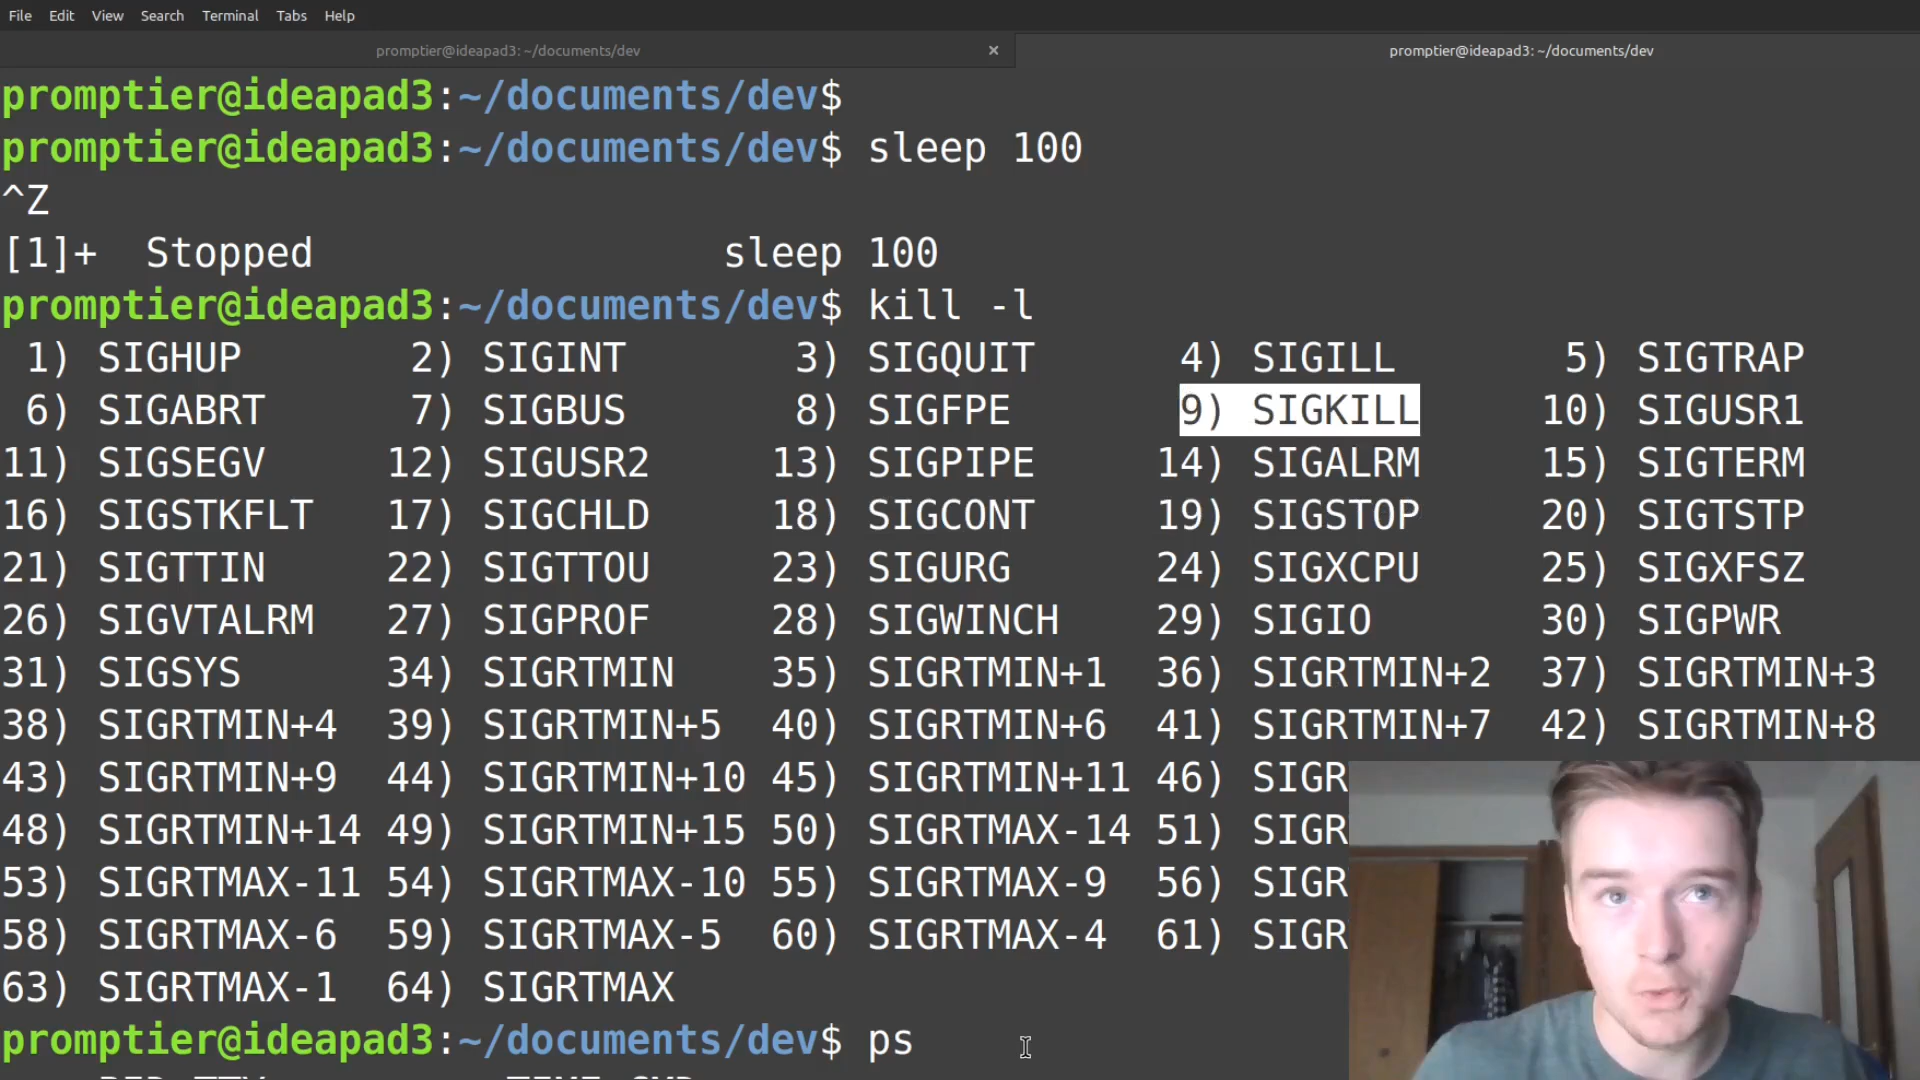 File Edit View Search Terminal Tabs Help
promptier@ideapad3: ~/documents/dev × promptier@ideapad3: ~/documents/dev
promptier@ideapad3:~/documents/dev$
promptier@ideapad3:~/documents/dev$ sleep 100
^Z
[1]+ Stopped sleep 100
promptier@ideapad3:~/documents/dev$ kill -l
1) SIGHUP 2) SIGINT 3) SIGQUIT 4) SIGILL 5) SIGTRAP
6) SIGABRT 7) SIGBUS 8) SIGFPE 9) SIGKILL 10) SIGUSR1
11) SIGSEGV 12) SIGUSR2 13) SIGPIPE 14) SIGALRM 15) SIGTERM
16) SIGSTKFLT 17) SIGCHLD 18) SIGCONT 19) SIGSTOP 20) SIGTSTP
21) SIGTTIN 22) SIGTTOU 23) SIGURG 24) SIGXCPU 25) SIGXFSZ
26) SIGVTALRM 27) SIGPROF 28) SIGWINCH 29) SIGIO 30) SIGPWR
31) SIGSYS 34) SIGRTMIN 35) SIGRTMIN+1 36) SIGRTMIN+2 37) SIGRTMIN+3
38) SIGRTMIN+4 39) SIGRTMIN+5 40) SIGRTMIN+6 41) SIGRTMIN+7 42) SIGRTMIN+8
43) SIGRTMIN+9 44) SIGRTMIN+10 45) SIGRTMIN+11 46) SIGR
48) SIGRTMIN+14 49) SIGRTMIN+15 50) SIGRTMAX-14 51) SIGR
53) SIGRTMAX-11 54) SIGRTMAX-10 55) SIGRTMAX-9 56) SIGR
58) SIGRTMAX-6 59) SIGRTMAX-5 60) SIGRTMAX-4 61) SIGR
63) SIGRTMAX-1 64) SIGRTMAX
promptier@ideapad3:~/documents/dev$ ps